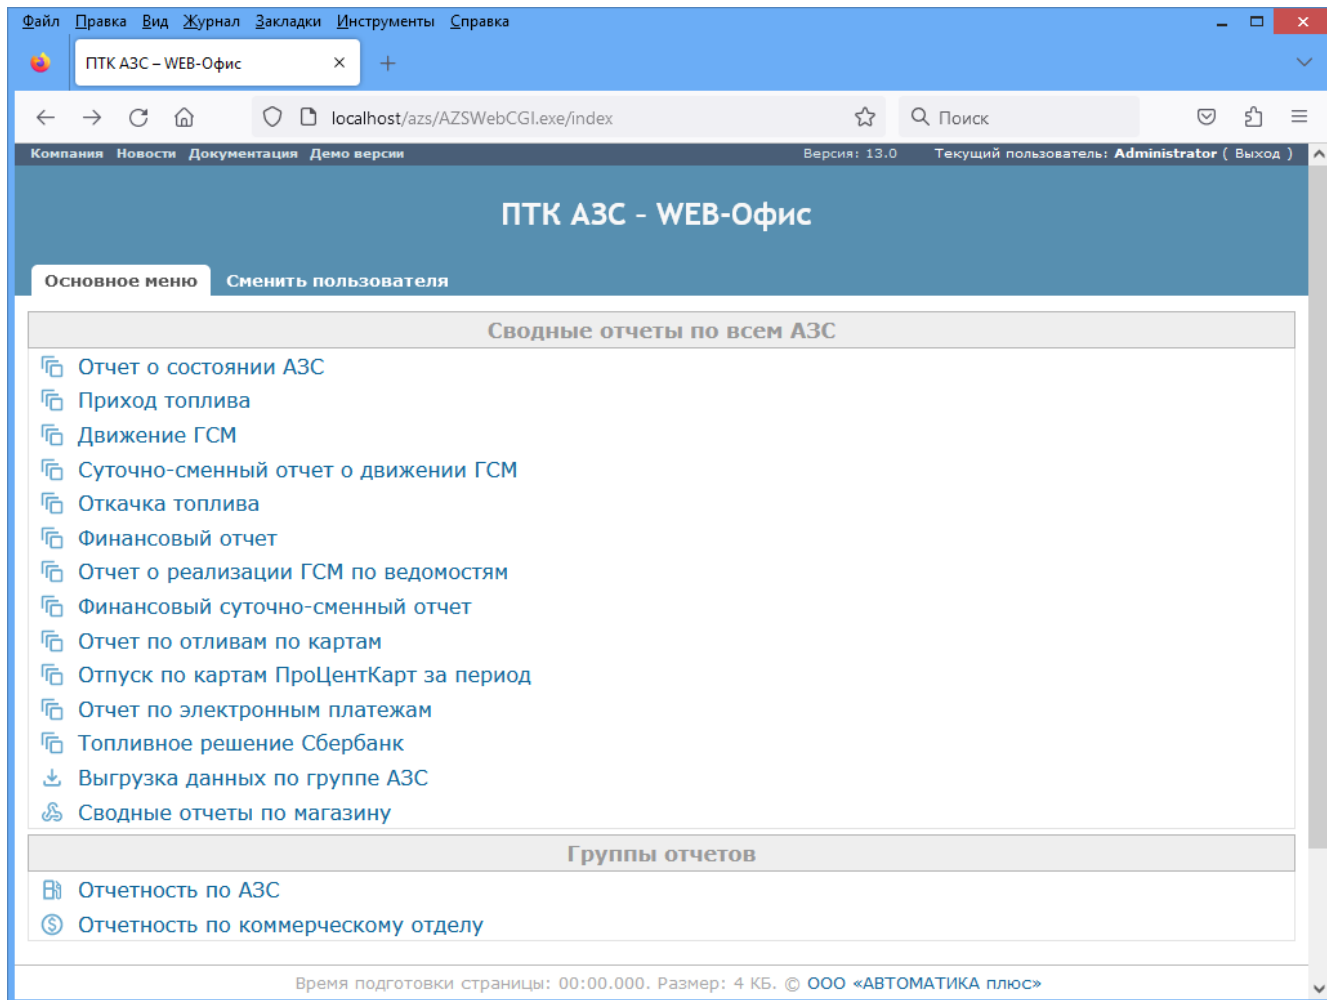 Файл Правка Вид Журнал Закладки Инструменты Справка
ПТК АЗС – WEB-Офис
localhost/azs/AZSWebCGI.exe/index
Поиск
Компания Новости Документация Демо версии Версия: 13.0 Текущий пользователь: Administrator ( Выход )
ПТК АЗС – WEB-Офис
Основное меню Сменить пользователя
Сводные отчеты по всем АЗС
Отчет о состоянии АЗС
Приход топлива
Движение ГСМ
Суточно-сменный отчет о движении ГСМ
Откачка топлива
Финансовый отчет
Отчет о реализации ГСМ по ведомостям
Финансовый суточно-сменный отчет
Отчет по отливам по картам
Отпуск по картам ПроЦентКарт за период
Отчет по электронным платежам
Топливное решение Сбербанк
Выгрузка данных по группе АЗС
Сводные отчеты по магазину
Группы отчетов
Отчетность по АЗС
Отчетность по коммерческому отделу
Время подготовки страницы: 00:00.000. Размер: 4 КБ. © ООО «АВТОМАТИКА плюс»